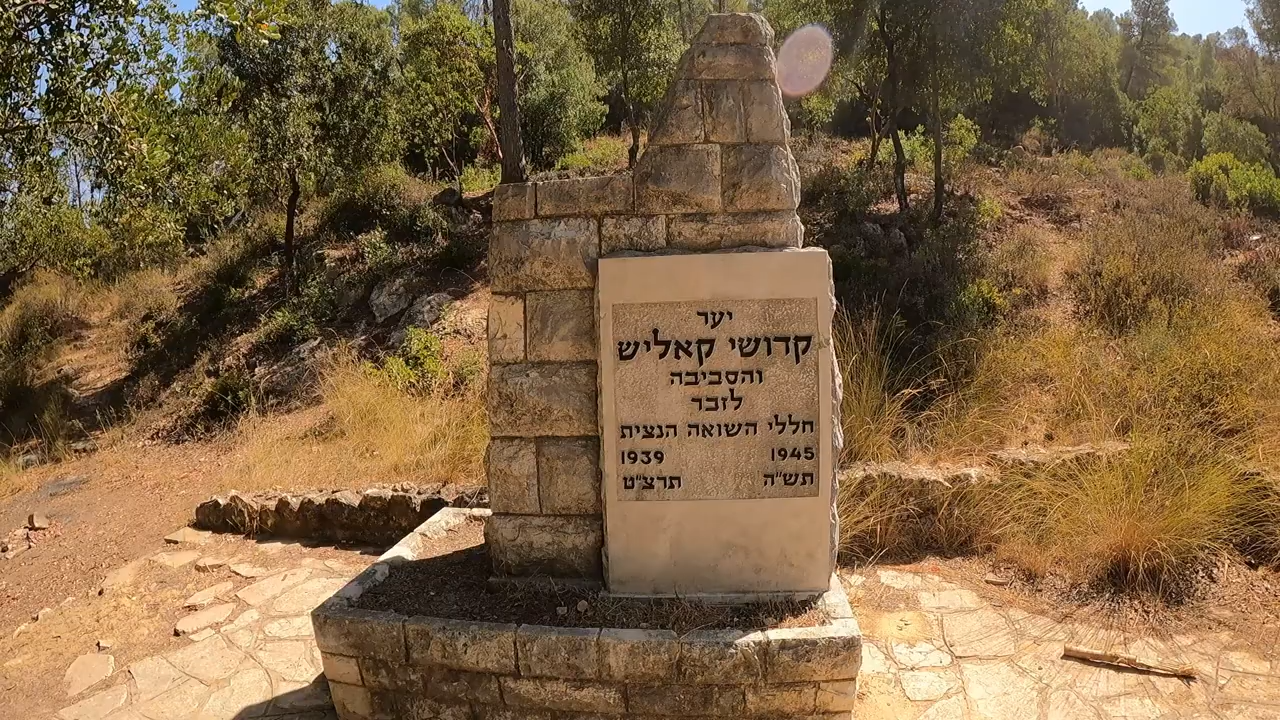 יער
קדושי קאליש
והסביבה
לזכר
חללי השואה הנצית
1939 1945
תרצ״ט תש״ה